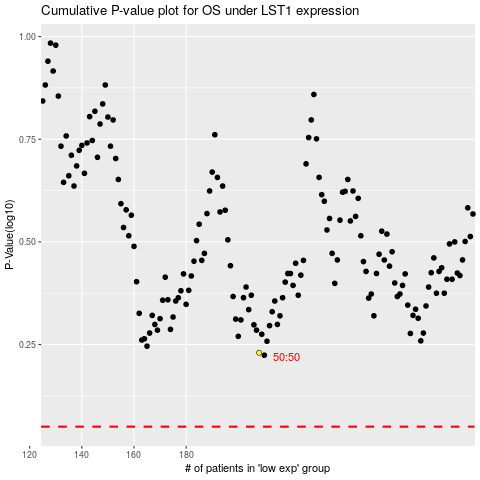 Cumulative P-value plot for OS under LST1 expression
1.00
0.75
0.50
0.25
P-Value(log10)
50:50
120 140 160 180
# of patients in 'low exp' group